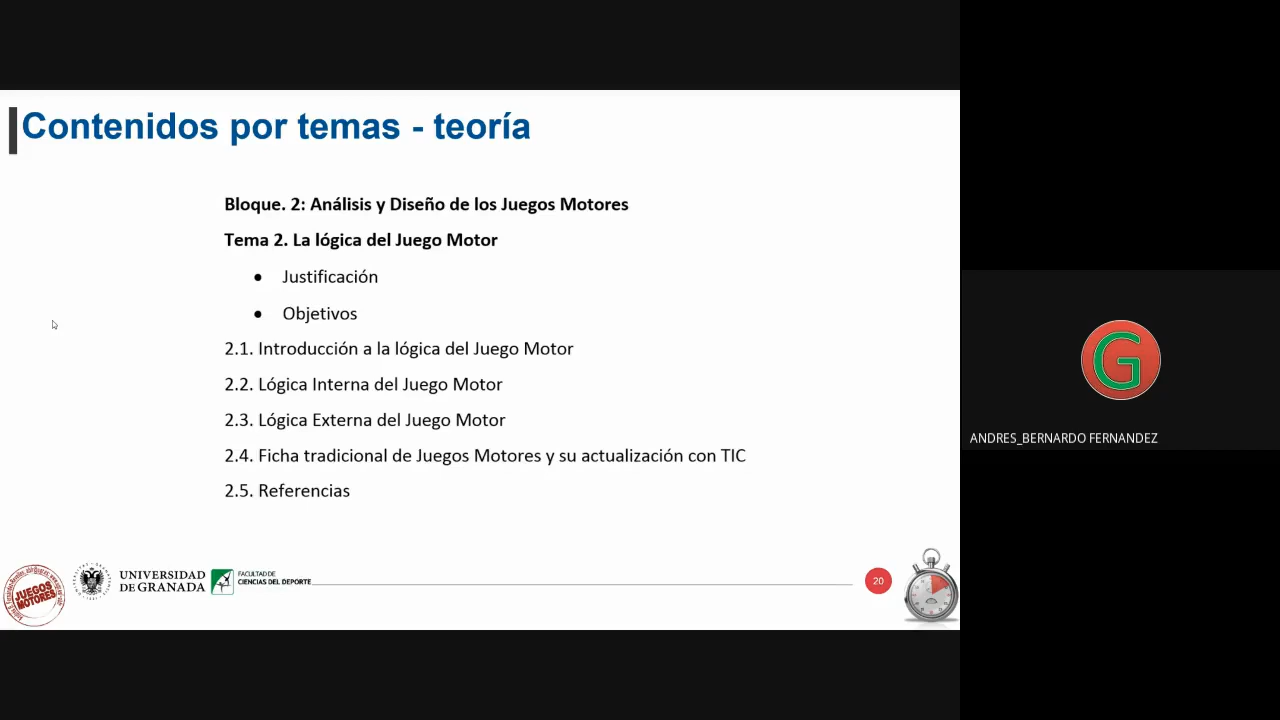 Contenidos por temas - teoría
Bloque. 2: Análisis y Diseño de los Juegos Motores
Tema 2. La lógica del Juego Motor
• Justificación
• Objetivos
2.1. Introducción a la lógica del Juego Motor
2.2. Lógica Interna del Juego Motor
2.3. Lógica Externa del Juego Motor
2.4. Ficha tradicional de Juegos Motores y su actualización con TIC
2.5. Referencias
JUEGOS
MOTORES
UNIVERSIDAD
DE GRANADA
FACULTAD DE
CIENCIAS DEL DEPORTE
20
G
ANDRES_BERNARDO FERNANDEZ